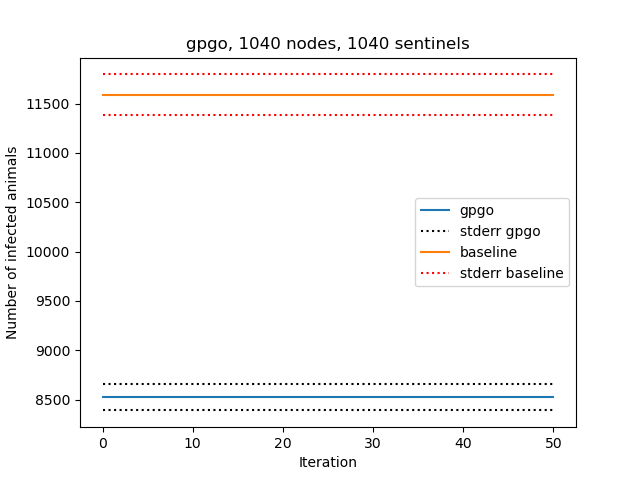 gpgo, 1040 nodes, 1040 sentinels
Number of infected animals
11500
11000
10500
10000
9500
9000
8500
gpgo
stderr gpgo
baseline
stderr baseline
0 10 20 30 40 50
Iteration